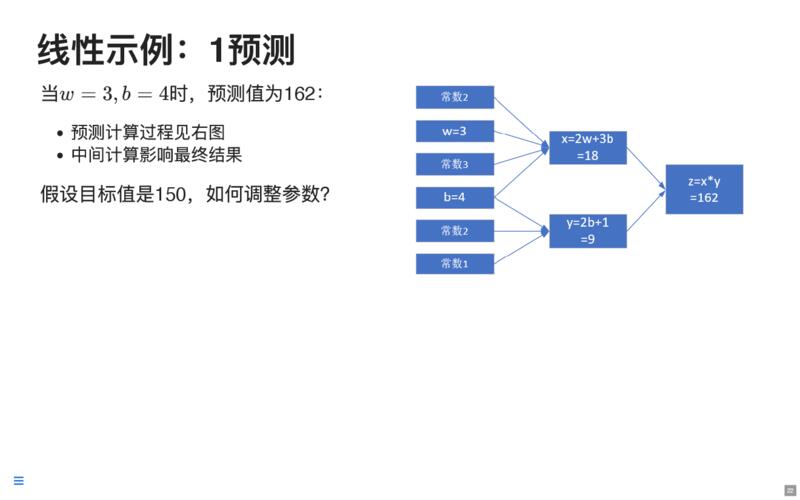 线性示例：1预测
当w = 3, b = 4时，预测值为162：
• 预测计算过程见右图
• 中间计算影响最终结果
假设目标值是150，如何调整参数？
常数2
w=3
常数3
b=4
常数2
常数1
x=2w+3b
=18
y=2b+1
=9
z=x*y
=162
22